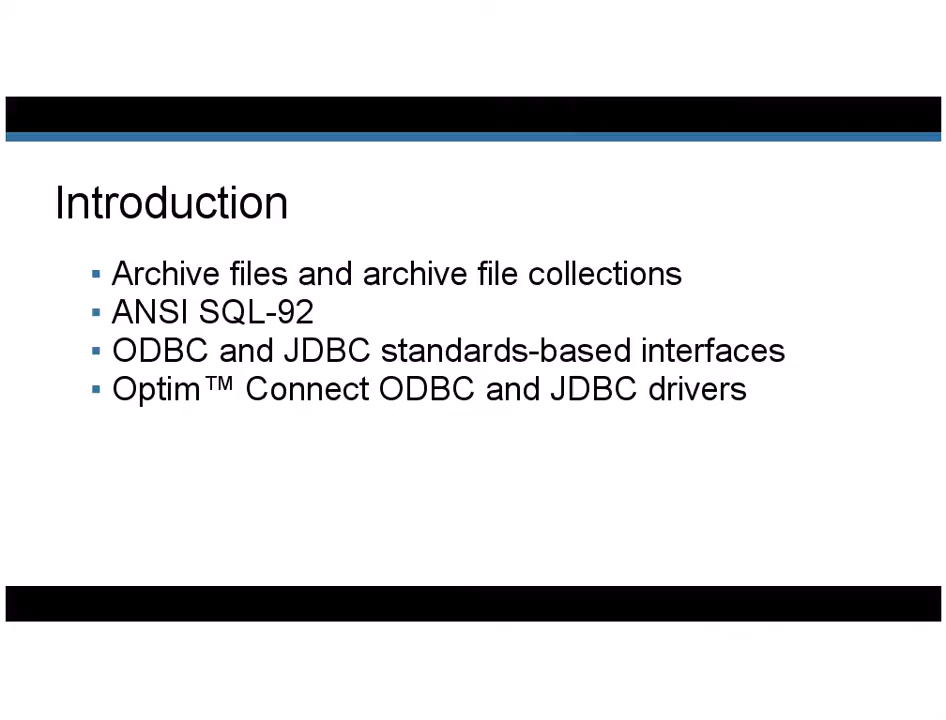 Introduction
▪ Archive files and archive file collections
▪ ANSI SQL-92
▪ ODBC and JDBC standards-based interfaces
▪ Optim™ Connect ODBC and JDBC drivers